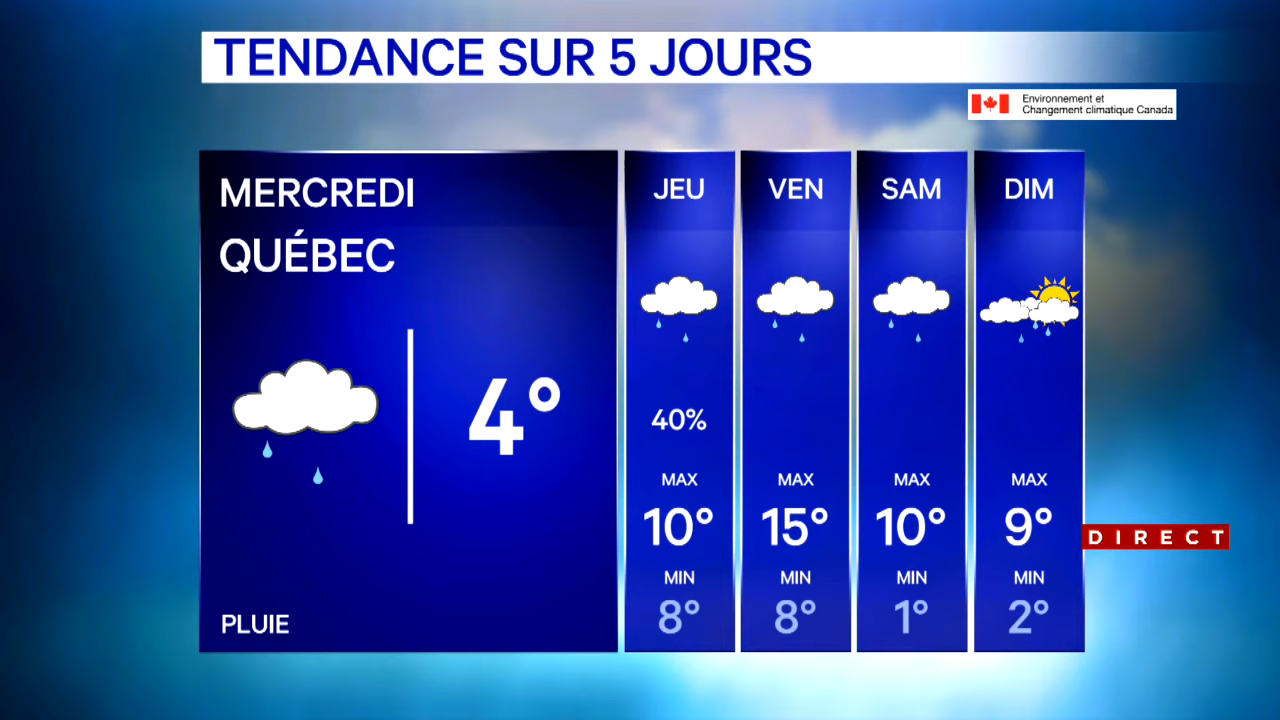 TENDANCE SUR 5 JOURS
Environnement et
Changement climatique Canada
MERCREDI
QUÉBEC
4°
PLUIE
JEU
40%
MAX
10°
MIN
8°
VEN
MAX
15°
MIN
8°
SAM
MAX
10°
MIN
1°
DIM
MAX
9°
MIN
2°
DIRECT